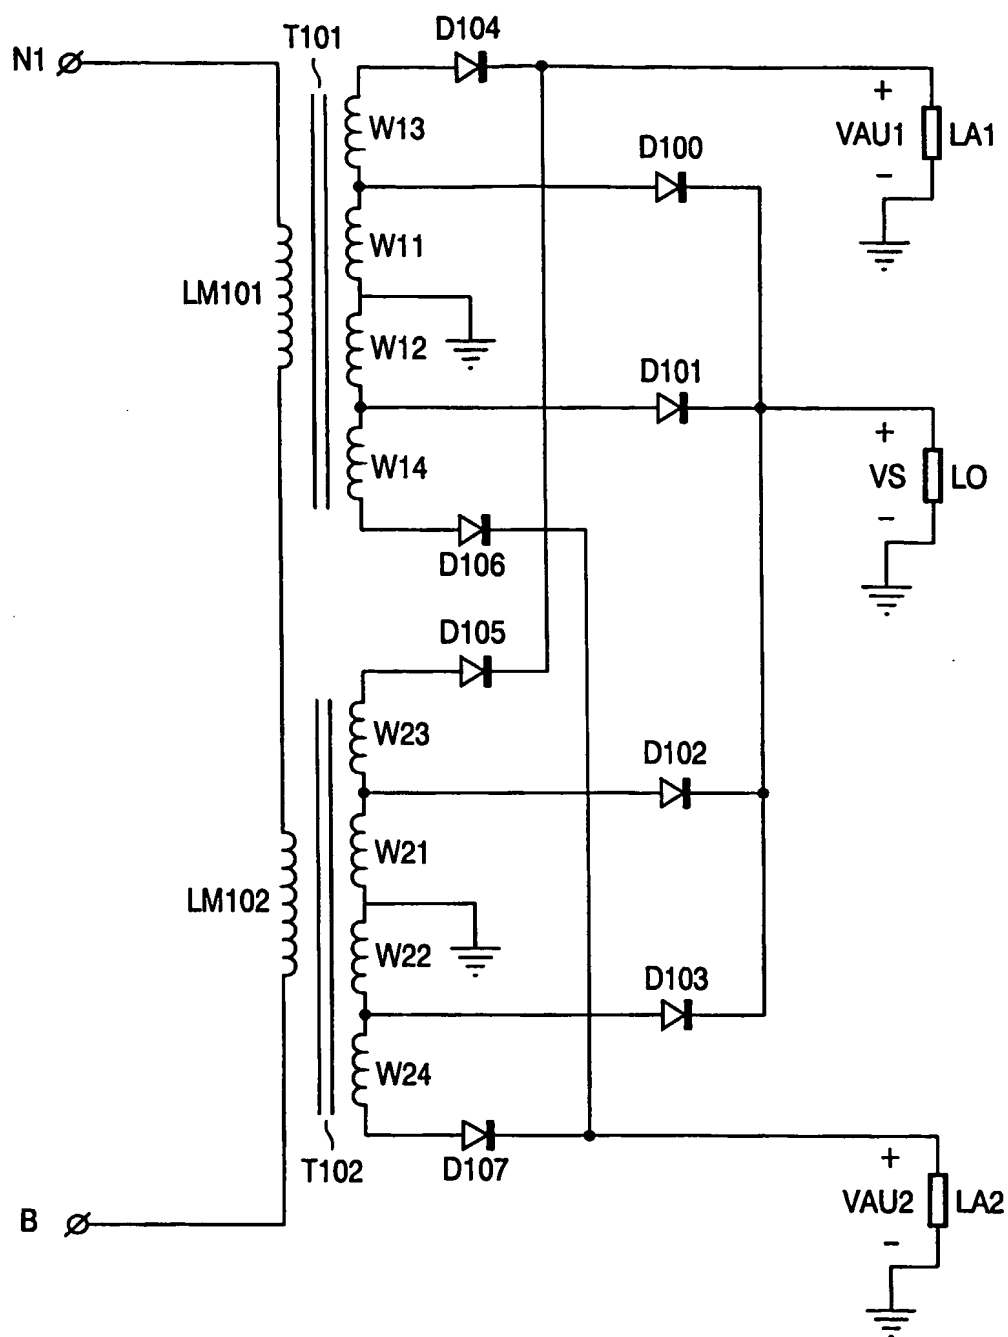 D104
T101
N1
W13
+
VAU1
LA1
-
D100
W11
LM101
W12
D101
+
W14
VS
LO
-
D106
D105
W23
D102
W21
LM102
W22
D103
W24
D107
T102
+
VAU2
LA2
-
B